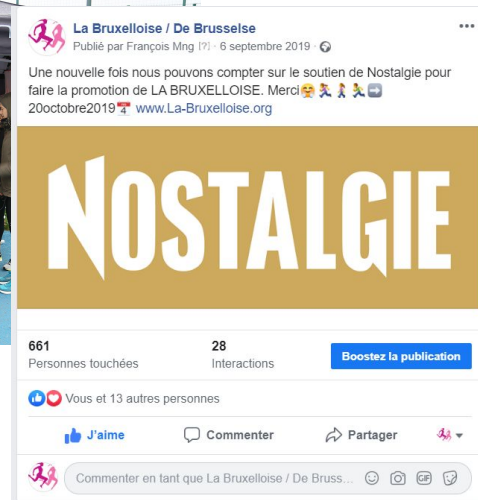 La Bruxelloise / De Brusselse
Publié par François Mng [?] · 6 septembre 2019 ·
Une nouvelle fois nous pouvons compter sur le soutien de Nostalgie pour
faire la promotion de LA BRUXELLOISE. Merci🤗🏃🚶🏃➡️
20octobre2019📅 www.La-Bruxelloise.org
NOSTALGIE
661
Personnes touchées
28
Interactions
Boostez la publication
Vous et 13 autres personnes
J'aime
Commenter
Partager
Commenter en tant que La Bruxelloise / De Bruss...
GIF